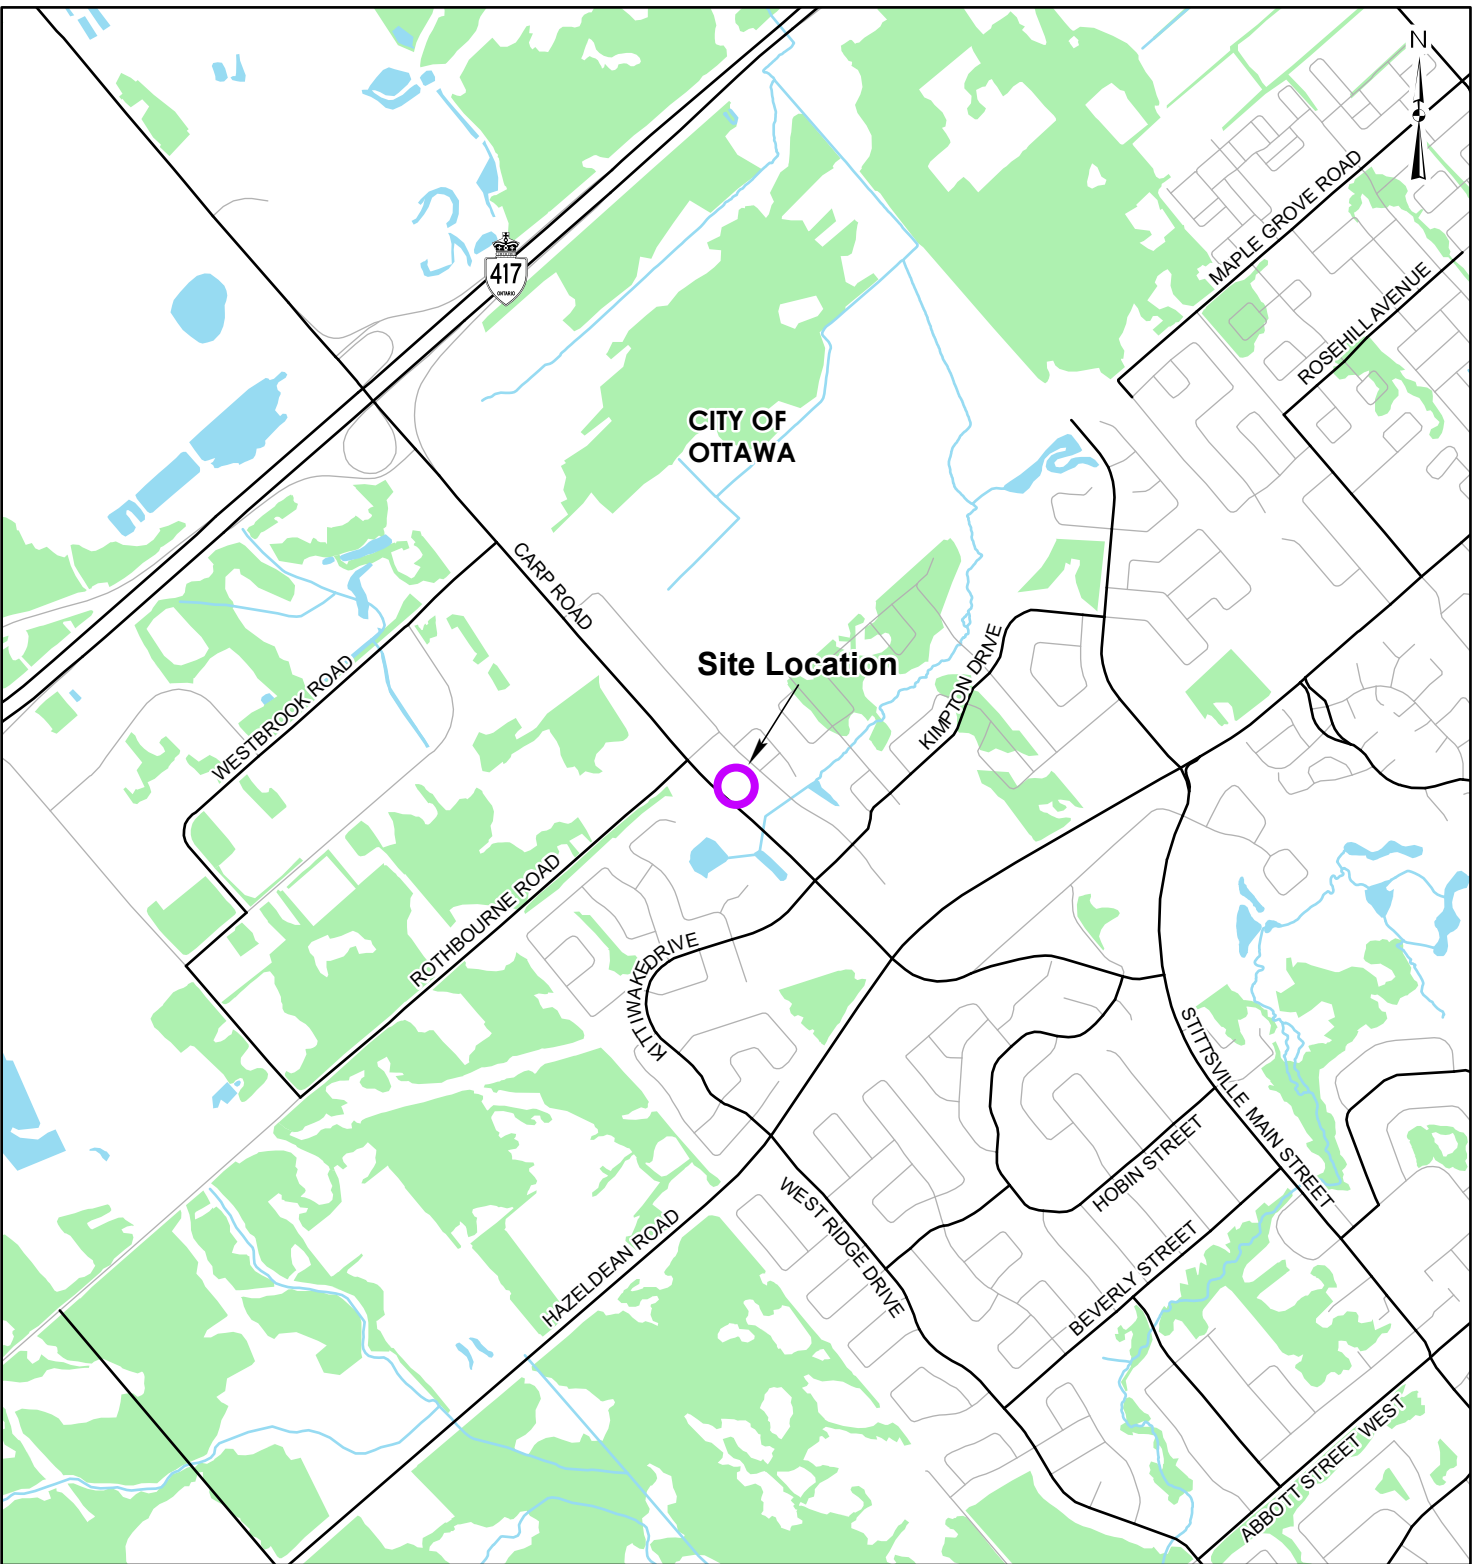 N
MAPLE GROVE ROAD
417
ONTARIO
ROSEHILL AVENUE
CITY OF
OTTAWA
CARP ROAD
Site Location
KIMPTON DRIVE
WESTBROOK ROAD
ROTHBOURNE ROAD
KITTIWAKE DRIVE
STITTSVILLE MAIN STREET
HOBIN STREET
WEST RIDGE DRIVE
HAZELDEAN ROAD
BEVERLY STREET
ABBOTT STREET WEST